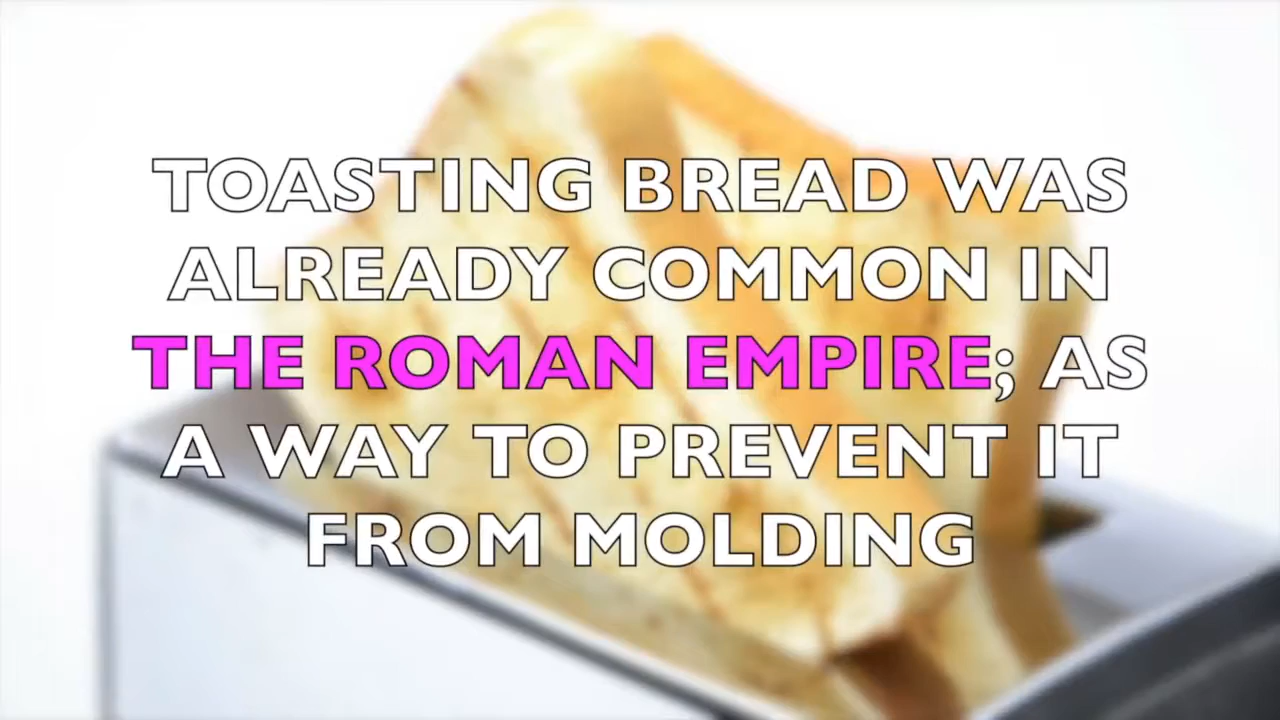 TOASTING BREAD WAS
ALREADY COMMON IN
THE ROMAN EMPIRE; AS
A WAY TO PREVENT IT
FROM MOLDING